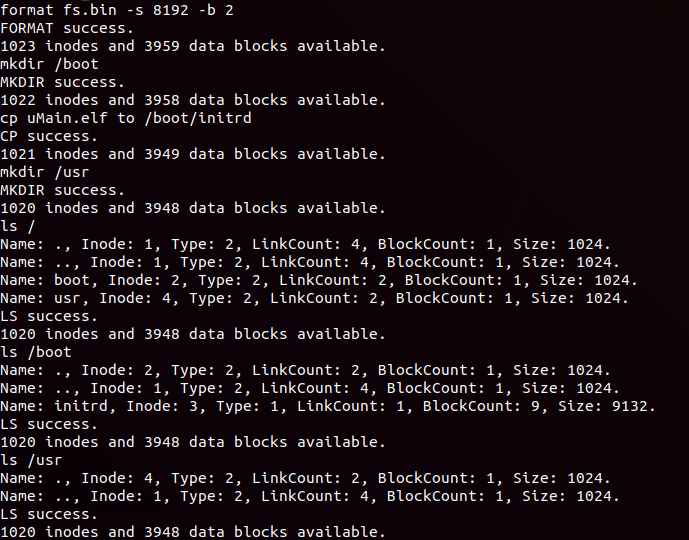 format fs.bin -s 8192 -b 2
FORMAT success.
1023 inodes and 3959 data blocks available.
mkdir /boot
MKDIR success.
1022 inodes and 3958 data blocks available.
cp uMain.elf to /boot/initrd
CP success.
1021 inodes and 3949 data blocks available.
mkdir /usr
MKDIR success.
1020 inodes and 3948 data blocks available.
ls /
Name: ., Inode: 1, Type: 2, LinkCount: 4, BlockCount: 1, Size: 1024.
Name: .., Inode: 1, Type: 2, LinkCount: 4, BlockCount: 1, Size: 1024.
Name: boot, Inode: 2, Type: 2, LinkCount: 2, BlockCount: 1, Size: 1024.
Name: usr, Inode: 4, Type: 2, LinkCount: 2, BlockCount: 1, Size: 1024.
LS success.
1020 inodes and 3948 data blocks available.
ls /boot
Name: ., Inode: 2, Type: 2, LinkCount: 2, BlockCount: 1, Size: 1024.
Name: .., Inode: 1, Type: 2, LinkCount: 4, BlockCount: 1, Size: 1024.
Name: initrd, Inode: 3, Type: 1, LinkCount: 1, BlockCount: 9, Size: 9132.
LS success.
1020 inodes and 3948 data blocks available.
ls /usr
Name: ., Inode: 4, Type: 2, LinkCount: 2, BlockCount: 1, Size: 1024.
Name: .., Inode: 1, Type: 2, LinkCount: 4, BlockCount: 1, Size: 1024.
LS success.
1020 inodes and 3948 data blocks available.